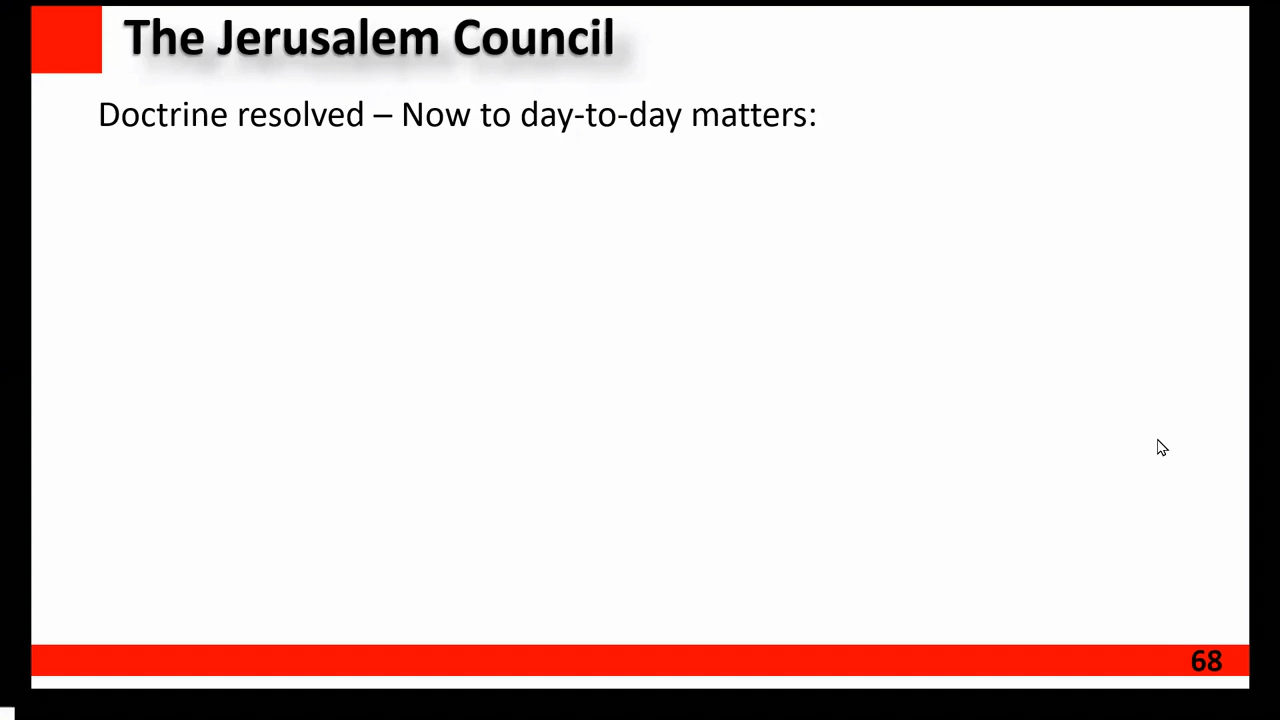 The Jerusalem Council
Doctrine resolved – Now to day-to-day matters:
68